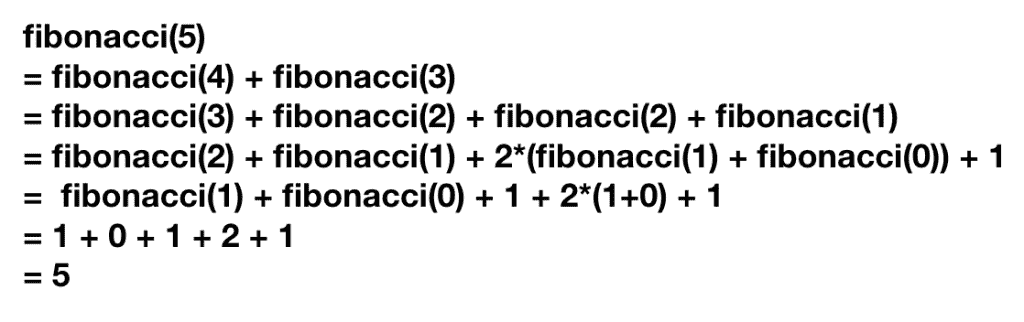 fibonacci(5)
= fibonacci(4) + fibonacci(3)
= fibonacci(3) + fibonacci(2) + fibonacci(2) + fibonacci(1)
= fibonacci(2) + fibonacci(1) + 2*(fibonacci(1) + fibonacci(0)) + 1
= fibonacci(1) + fibonacci(0) + 1 + 2*(1+0) + 1
= 1 + 0 + 1 + 2 + 1
= 5